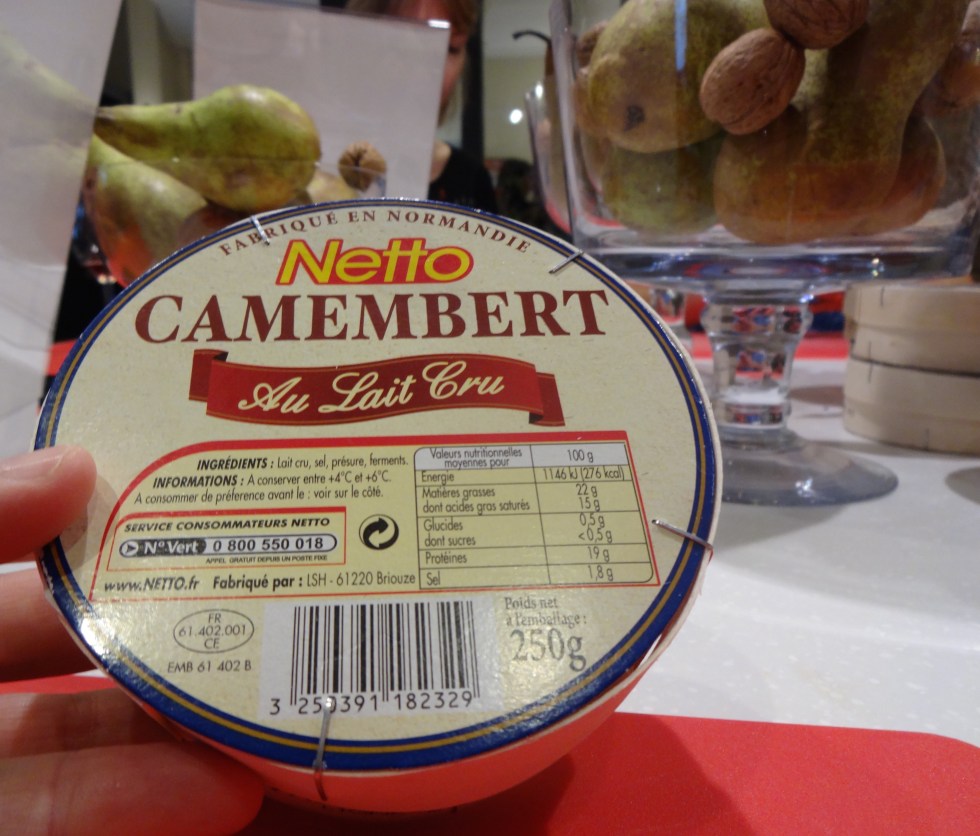 FABRIQUÉ EN NORMANDIE
Netto
CAMEMBERT
Au Lait Cru
INGRÉDIENTS : Lait cru, sel, présure, ferments.
INFORMATIONS : A conserver entre +4°C et +6°C.
A consommer de préference avant le : voir sur le côté.
SERVICE CONSOMMATEURS NETTO
N° Vert 0 800 550 018
APPEL GRATUIT DEPUIS UN POSTE FIXE
www.NETTO.fr Fabriqué par : LSH - 61220 Briouze
Valeurs nutritionnelles moyennes pour 100 g
Energie 1146 kJ (276 kcal)
Matières grasses 22 g
dont acides gras saturés 15 g
Glucides 0,5 g
dont sucres <0,5 g
Protéines 19 g
Sel 1,8 g
FR
61.402.001
CE
EMB 61 402 B
3 250391 182329
Poids net
à l'emballage :
250g